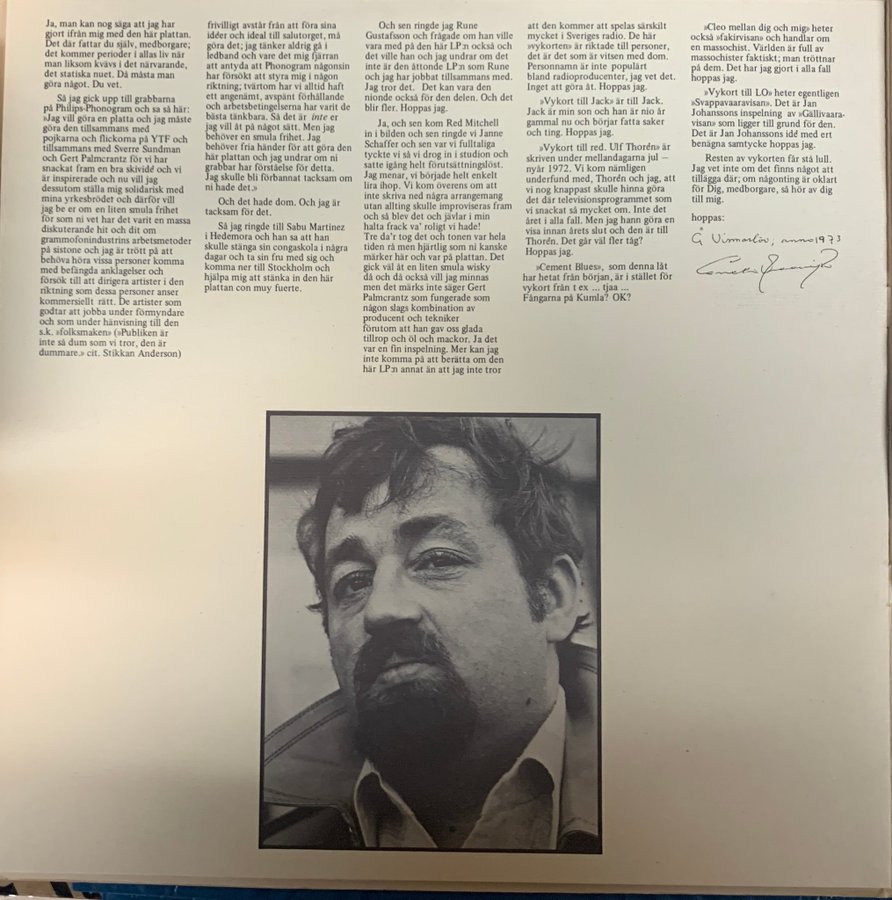 Ja, man kan nog säga att jag har
gjort ifrån mig med den här plattan.
Det där fattar du själv, medborgare;
det kommer perioder i allas liv när
man liksom kvävs i det närvarande,
det statiska nuet. Då måsta man
göra något. Du vet.
Så jag gick upp till grabbarna
på Philips-Phonogram och sa så här:
»Jag vill göra en platta och jag måste
göra den tillsammans med
pojkarna och flickorna på YTF och
tillsammans med Sverre Sundman
och Gert Palmcrantz för vi har
snackat fram en bra skividé och vi
är inspirerade och nu vill jag
dessutom ställa mig solidarisk med
mina yrkesbröder och därför vill
jag be er om en liten smula frihet
för som ni vet har det varit en massa
diskuterande hit och dit om
grammofonindustrins arbetsmetoder
på sistone och jag är trött på att
behöva höra vissa personer komma
med befängda anklagelser och
försök till att dirigera artister i den
riktning som dessa personer anser
kommersiellt rätt. De artister som
godtar att jobba under förmyndare
och som under hänvisning till den
s.k. »folksmaken» (»Publiken är
inte så dum som vi tror, den är
dummare.» cit. Stikkan Anderson)
frivilligt avstår från att föra sina
idder och ideal till salutorget, må
göra det; jag tänker aldrig gå i
ledband och vare det mig fjärran
att antyda att Phonogram någonsin
har försökt att styra mig i någon
riktning; tvärtom har vi alltid haft
ett angenämt, avspänt förhållande
och arbetsbetingelserna har varit de
bästa tänkbara. Så det är inte er
jag vill åt på något sätt. Men jag
behöver en smula frihet. Jag
behöver fria händer för att göra den
här plattan och jag undrar om ni
grabbar har förståelse för detta.
Jag skulle bli förbannat tacksam om
ni hade det.»
Och det hade dom. Och jag är
tacksam för det.
Så jag ringde till Sabu Martinez
i Hedemora och han sa att han
skulle stänga sin congaskola i några
dagar och ta sin fru med sig och
komma ner till Stockholm och
hjälpa mig att stänka in den här
plattan con muy fuerte.
Och sen ringde jag Rune
Gustafsson och frågade om han ville
vara med på den här LP:n också och
det ville han och jag undrar om det
inte är den åttonde LP:n som Rune
och jag har jobbat tillsammans med.
Jag tror det. Det kan vara den
nionde också för den delen. Och det
blir fler. Hoppas jag.
Ja, och sen kom Red Mitchell
in i bilden och sen ringde vi Janne
Schaffer och sen var vi fulltaliga
tyckte vi så vi drog in i studion och
satte igång helt förutsättningslöst.
Jag menar, vi började helt enkelt
lira ihop. Vi kom överens om att
inte skriva ned några arrangemang
utan allting skulle improviseras fram
och så blev det och jävlar i min
halta frack va' roligt vi hade!
Tre da'r tog det och tonen var hela
tiden rå men hjärtlig som ni kanske
märker här och var på plattan. Det
gick väl åt en liten smula wisky
då och då också vill jag minnas
men det märks inte säger Gert
Palmcrantz som fungerade som
någon slags kombination av
producent och tekniker
förutom att han gav oss glada
tillrop och öl och mackor. Ja det
var en fin inspelning. Mer kan jag
inte komma på att berätta om den
här LP:n annat än att jag inte tror
att den kommer att spelas särskilt
mycket i Sveriges radio. De här
»vykorten» är riktade till personer,
det är det som är vitsen med dom.
Personnamn är inte populärt
bland radioproducenter, jag vet det.
Inget att göra åt. Hoppas jag.
»Vykort till Jack» är till Jack.
Jack är min son och han är nio år
gammal nu och börjar fatta saker
och ting. Hoppas jag.
»Vykort till red. Ulf Thorén» är
skriven under mellandagarna jul –
nyår 1972. Vi kom nämligen
underfund med, Thorén och jag, att
vi nog knappast skulle hinna göra
det där televisionsprogrammet som
vi snackat så mycket om. Inte det
året i alla fall. Men jag hann göra en
visa innan årets slut och den är till
Thorén. Det går väl fler tåg?
Hoppas jag.
»Cement Blues», som denna låt
har hetat från början, är i stället för
vykort från t ex ... tjaa ...
Fångarna på Kumla? OK?
»Cleo mellan dig och mig» heter
också »fakirvisan» och handlar om
en massochist. Världen är full av
massochister faktiskt; man tröttnar
på dem. Det har jag gjort i alla fall
hoppas jag.
»Vykort till LO» heter egentligen
»Svappavaaravisan». Det är Jan
Johanssons inspelning av »Gällivaara-
visan» som ligger till grund för den.
Det är Jan Johanssons idé med ert
benägna samtycke hoppas jag.
Resten av vykorten får stå lull.
Jag vet inte om det finns något att
tillägga där; om någonting är oklart
för Dig, medborgare, så hör av dig
till mig.
hoppas:
anno 1973